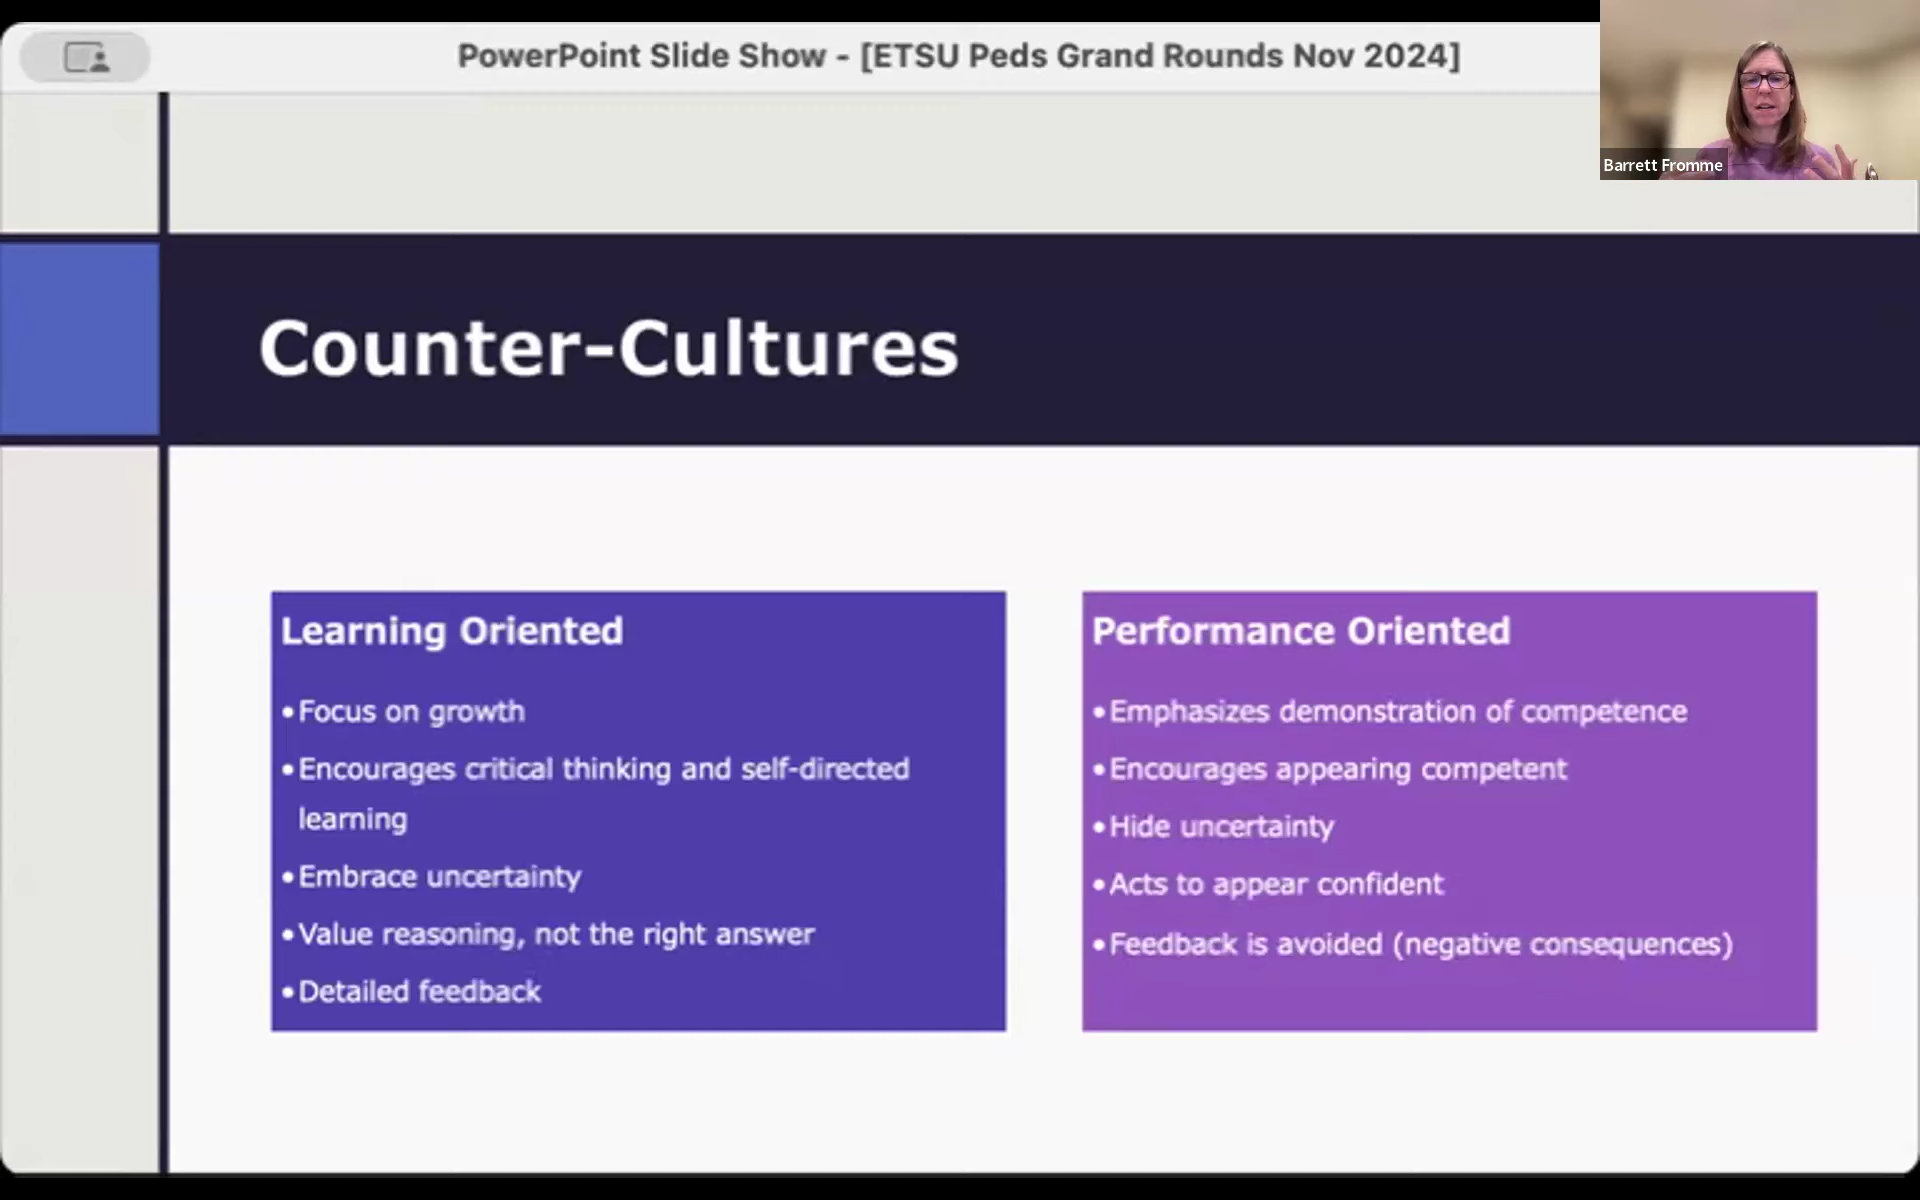 PowerPoint Slide Show - [ETSU Peds Grand Rounds Nov 2024]
Barrett Fromme
Counter-Cultures
Learning Oriented
•Focus on growth
•Encourages critical thinking and self-directed
learning
•Embrace uncertainty
•Value reasoning, not the right answer
•Detailed feedback
Performance Oriented
•Emphasizes demonstration of competence
•Encourages appearing competent
•Hide uncertainty
•Acts to appear confident
•Feedback is avoided (negative consequences)